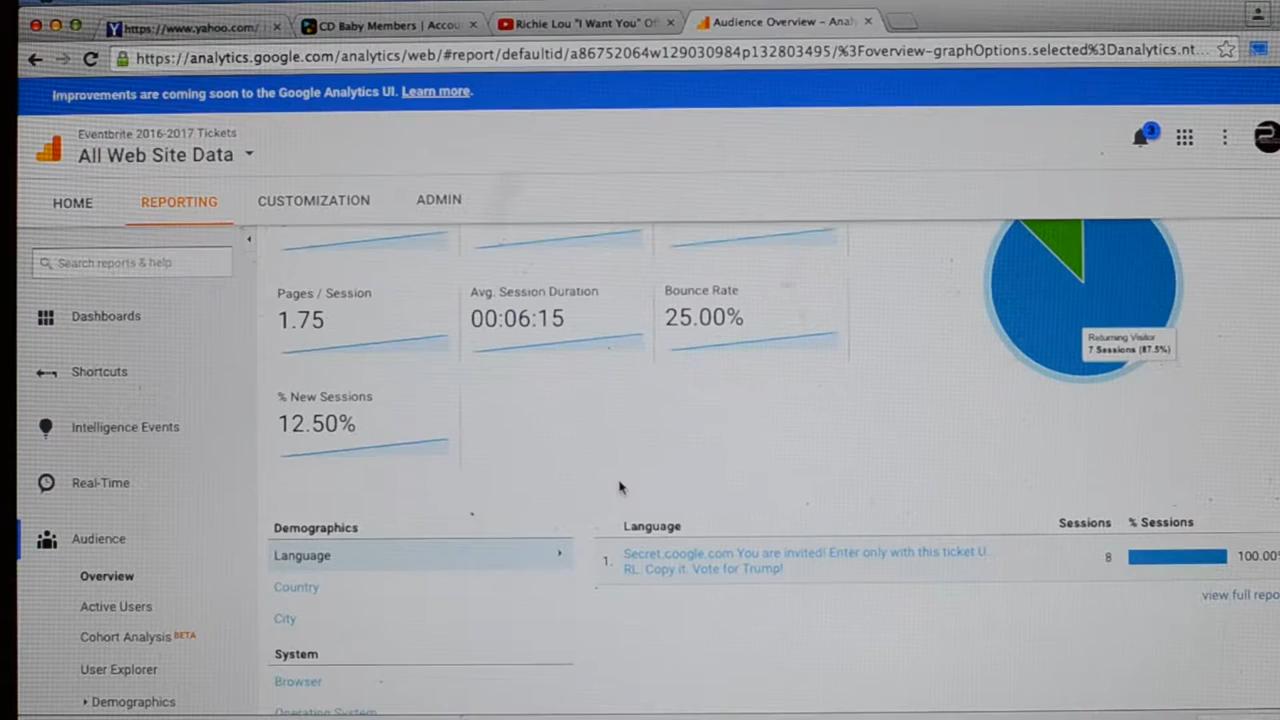 https://www.yahoo.com/
CD Baby Members | Accou
Richie Lou "I Want You" Of
Audience Overview – Anal
https://analytics.google.com/analytics/web/#report/defaultid/a86752064w129030984p132803495/%3Foverview-graphOptions.selected%3Danalytics.nt...
Improvements are coming soon to the Google Analytics UI. Learn more.
Eventbrite 2016-2017 Tickets
All Web Site Data
3
HOME
REPORTING
CUSTOMIZATION
ADMIN
Search reports & help
Dashboards
Shortcuts
Intelligence Events
Real-Time
Audience
Overview
Active Users
Cohort Analysis BETA
User Explorer
Demographics
Pages / Session
1.75
Avg. Session Duration
00:06:15
Bounce Rate
25.00%
% New Sessions
12.50%
Returning Visitor
7 Sessions (87.5%)
Demographics
Language
Country
City
System
Browser
Operating System
Language
Sessions
% Sessions
1.
Secret.ɢoogle.com You are invited! Enter only with this ticket U
RL. Copy it. Vote for Trump!
8
100.00
view full repo